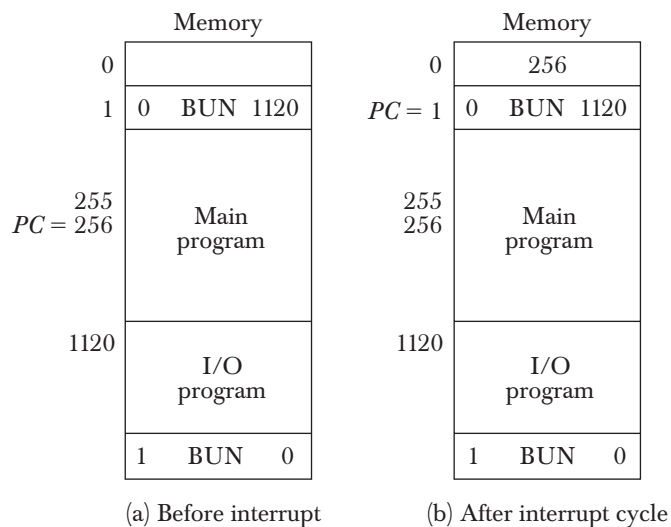 Memory
0
1 0 BUN 1120
255
PC = 256
Main
program
1120
I/O
program
1 BUN 0
(a) Before interrupt
Memory
0 256
PC = 1 0 BUN 1120
255
256
Main
program
1120
I/O
program
1 BUN 0
(b) After interrupt cycle